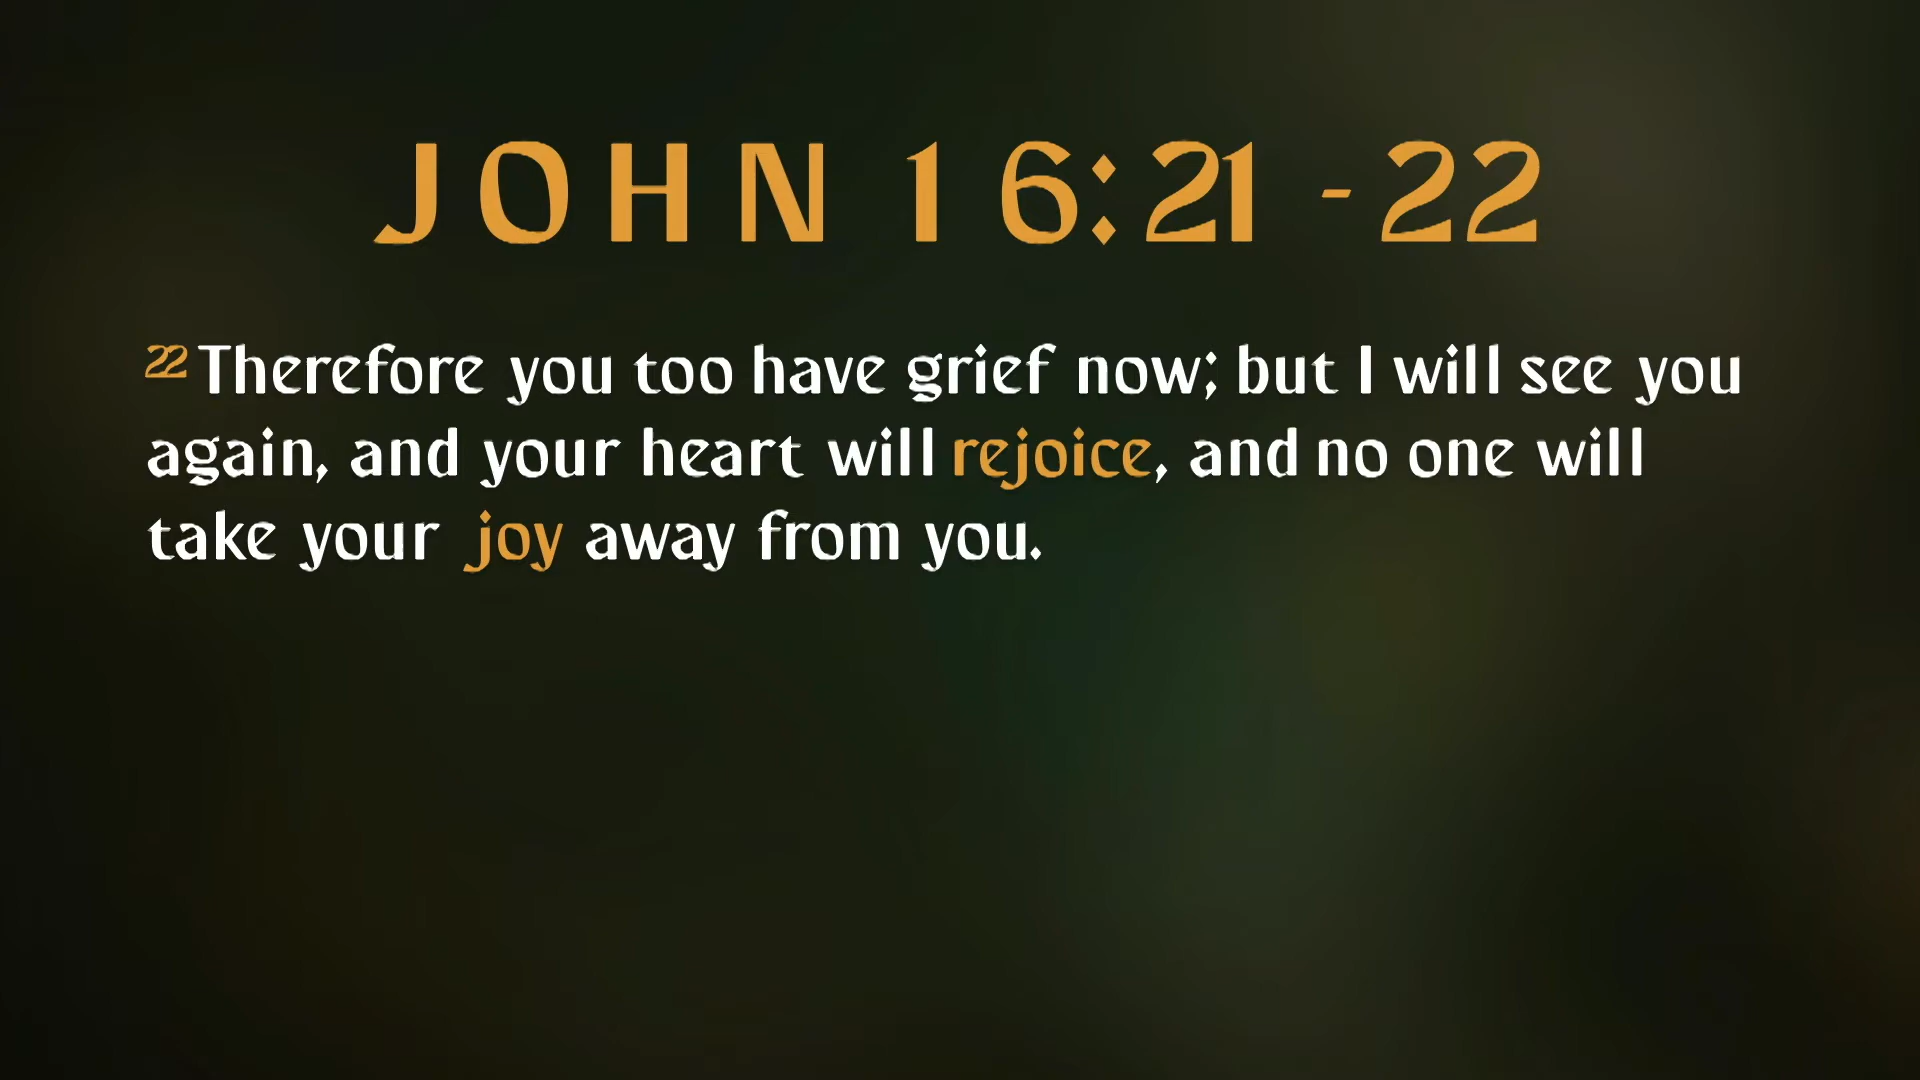 JOHN 16:21-22
22 Therefore you too have grief now; but I will see you
again, and your heart will rejoice, and no one will
take your joy away from you.